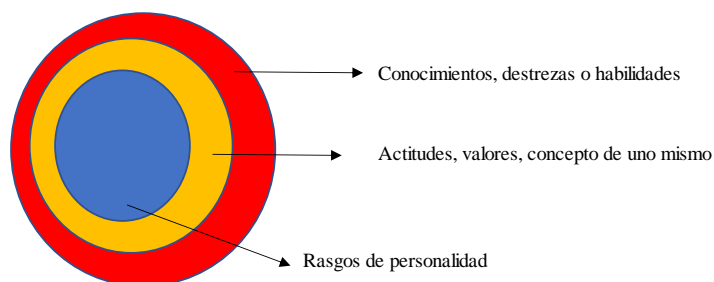 Conocimientos, destrezas o habilidades
Actitudes, valores, concepto de uno mismo
Rasgos de personalidad